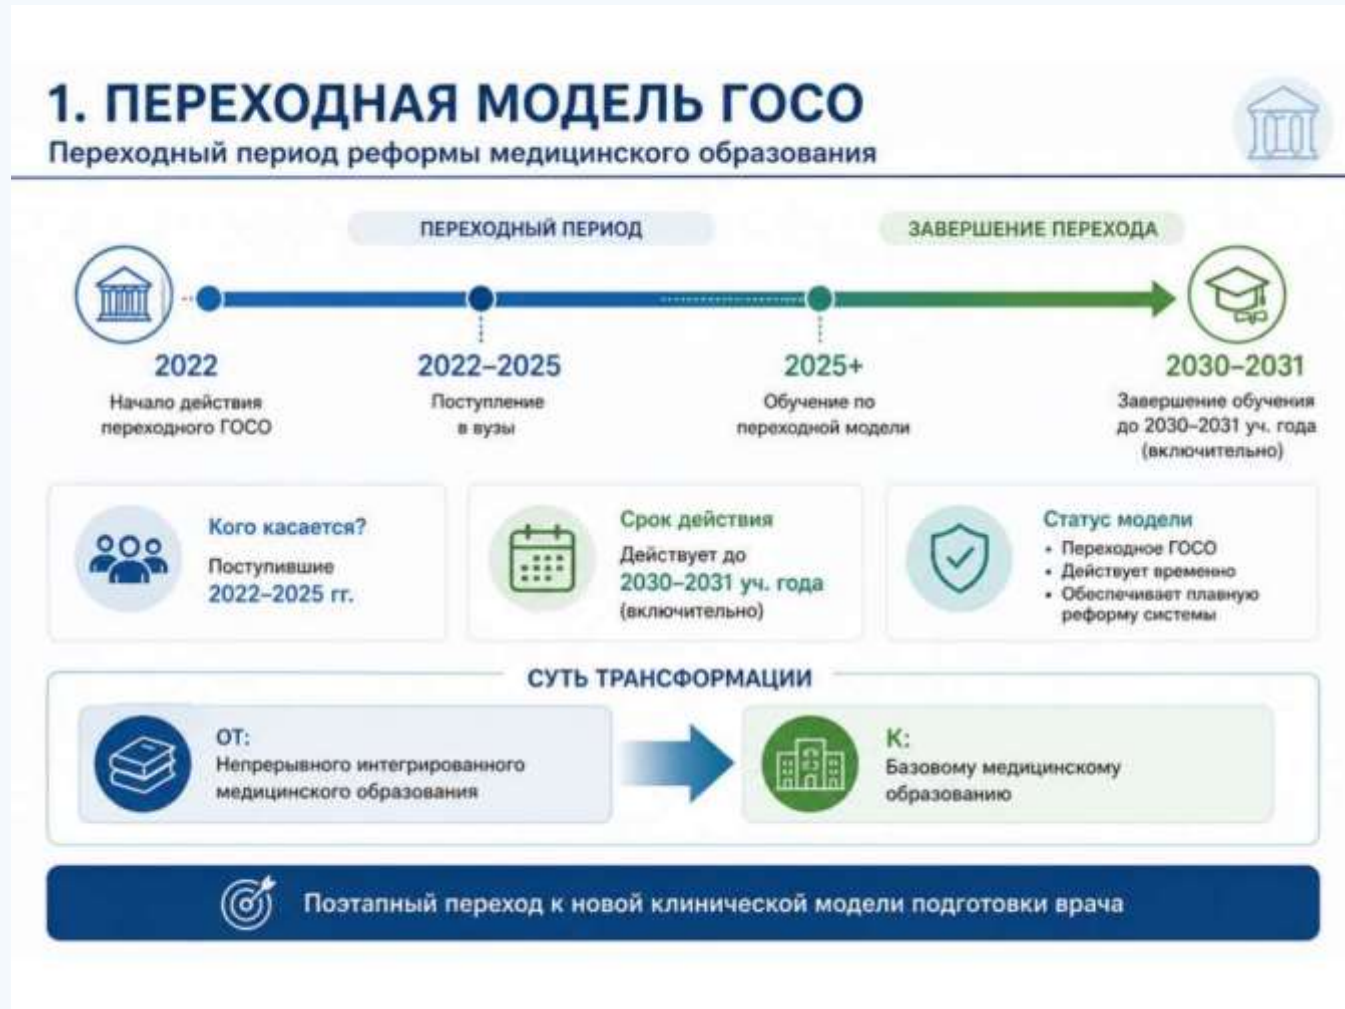 1. ПЕРЕХОДНАЯ МОДЕЛЬ ГОСО
Переходный период реформы медицинского образования
ПЕРЕХОДНЫЙ ПЕРИОД
ЗАВЕРШЕНИЕ ПЕРЕХОДА
2022
Начало действия
переходного ГОСО
2022–2025
Поступление
в вузы
2025+
Обучение по
переходной модели
2030–2031
Завершение обучения
до 2030–2031 уч. года
(включительно)
Кого касается?
Поступившие
2022–2025 гг.
Срок действия
Действует до
2030–2031 уч. года
(включительно)
Статус модели
• Переходное ГОСО
• Действует временно
• Обеспечивает плавную
реформу системы
СУТЬ ТРАНСФОРМАЦИИ
ОТ:
Непрерывного интегрированного
медицинского образования
К:
Базовому медицинскому
образованию
Поэтапный переход к новой клинической модели подготовки врача